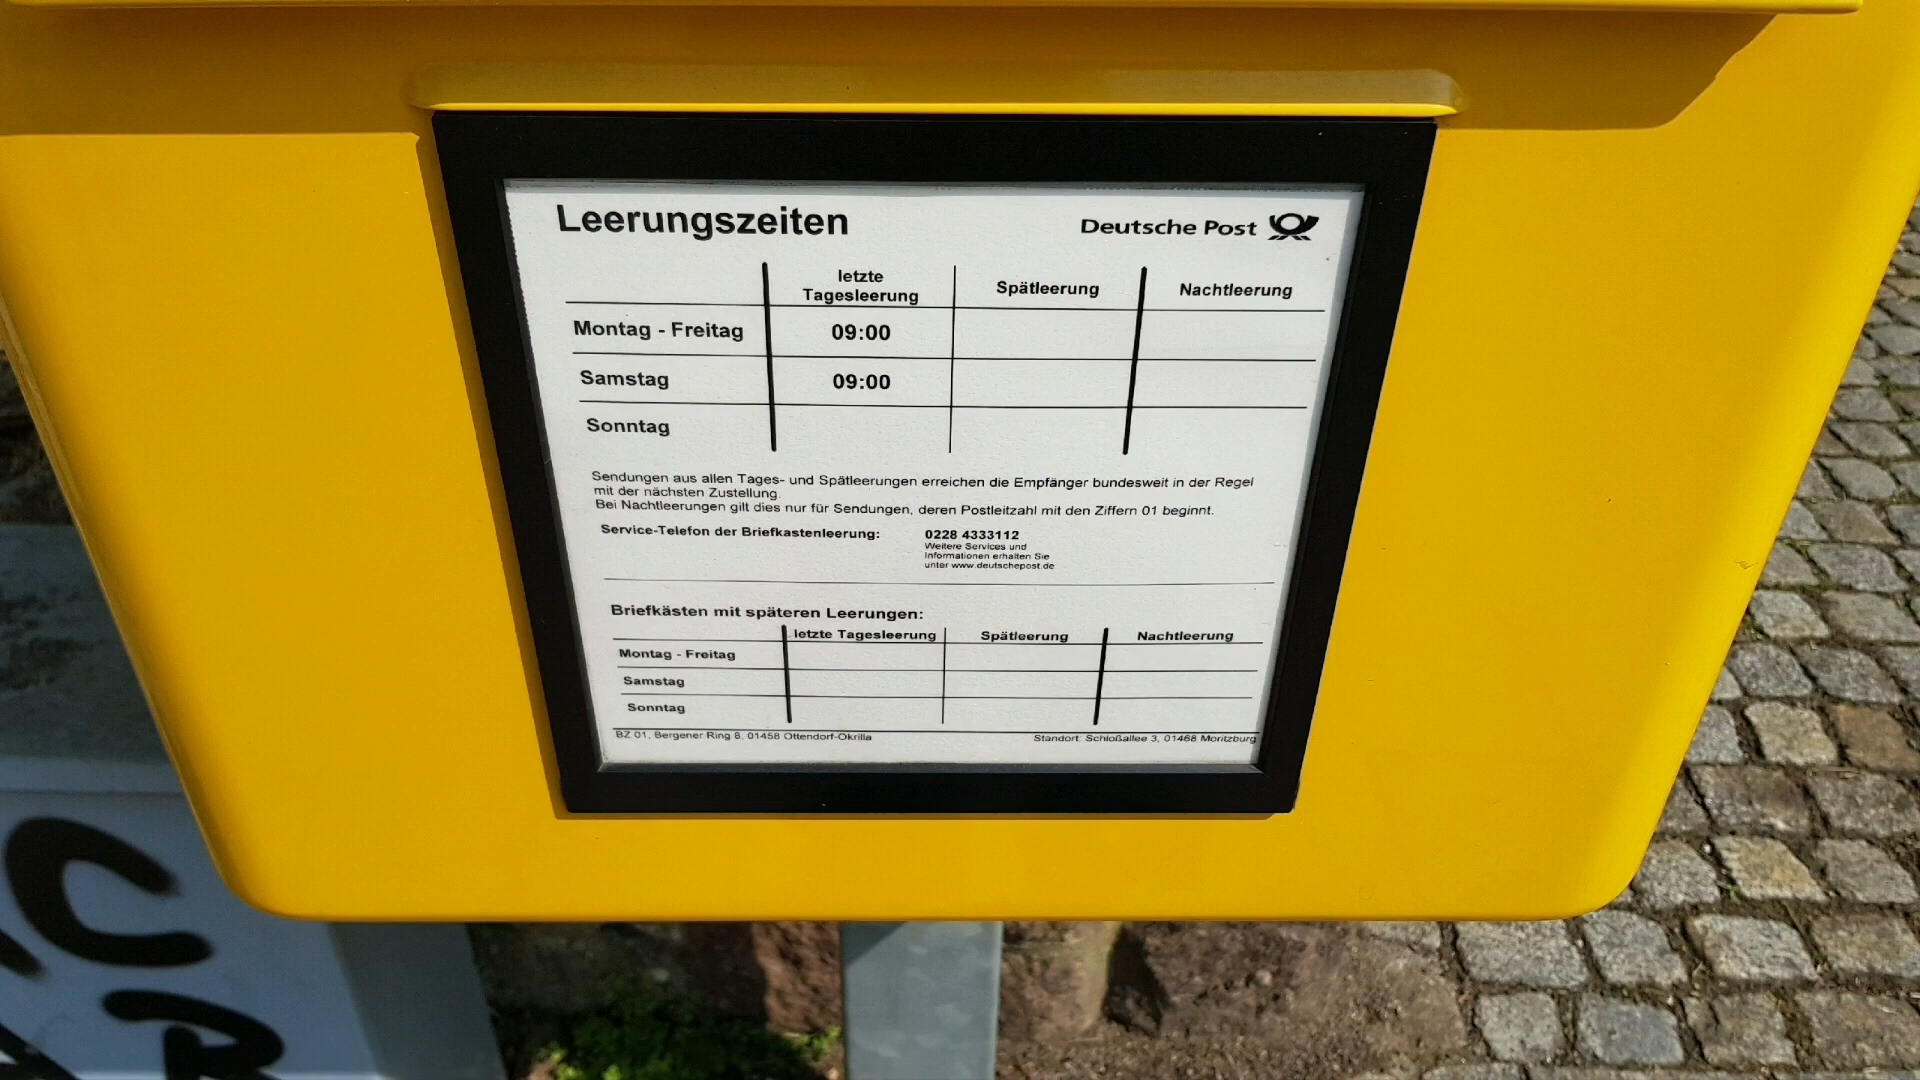 Leerungszeiten
Deutsche Post
letzte
Tagesleerung
Spätleerung
Nachtleerung
Montag - Freitag 09:00
Samstag 09:00
Sonntag
Sendungen aus allen Tages- und Spätleerungen erreichen die Empfänger bundesweit in der Regel
mit der nächsten Zustellung.
Bei Nachtleerungen gilt dies nur für Sendungen, deren Postleitzahl mit den Ziffern 01 beginnt.
Service-Telefon der Briefkastenleerung: 0228 4333112
Weitere Services und
Informationen erhalten Sie
unter www.deutschepost.de
Briefkästen mit späteren Leerungen:
letzte Tagesleerung Spätleerung Nachtleerung
Montag - Freitag
Samstag
Sonntag
BZ 01, Bergener Ring 8, 01458 Ottendorf-Okrilla
Standort: Schloßallee 3, 01468 Moritzburg